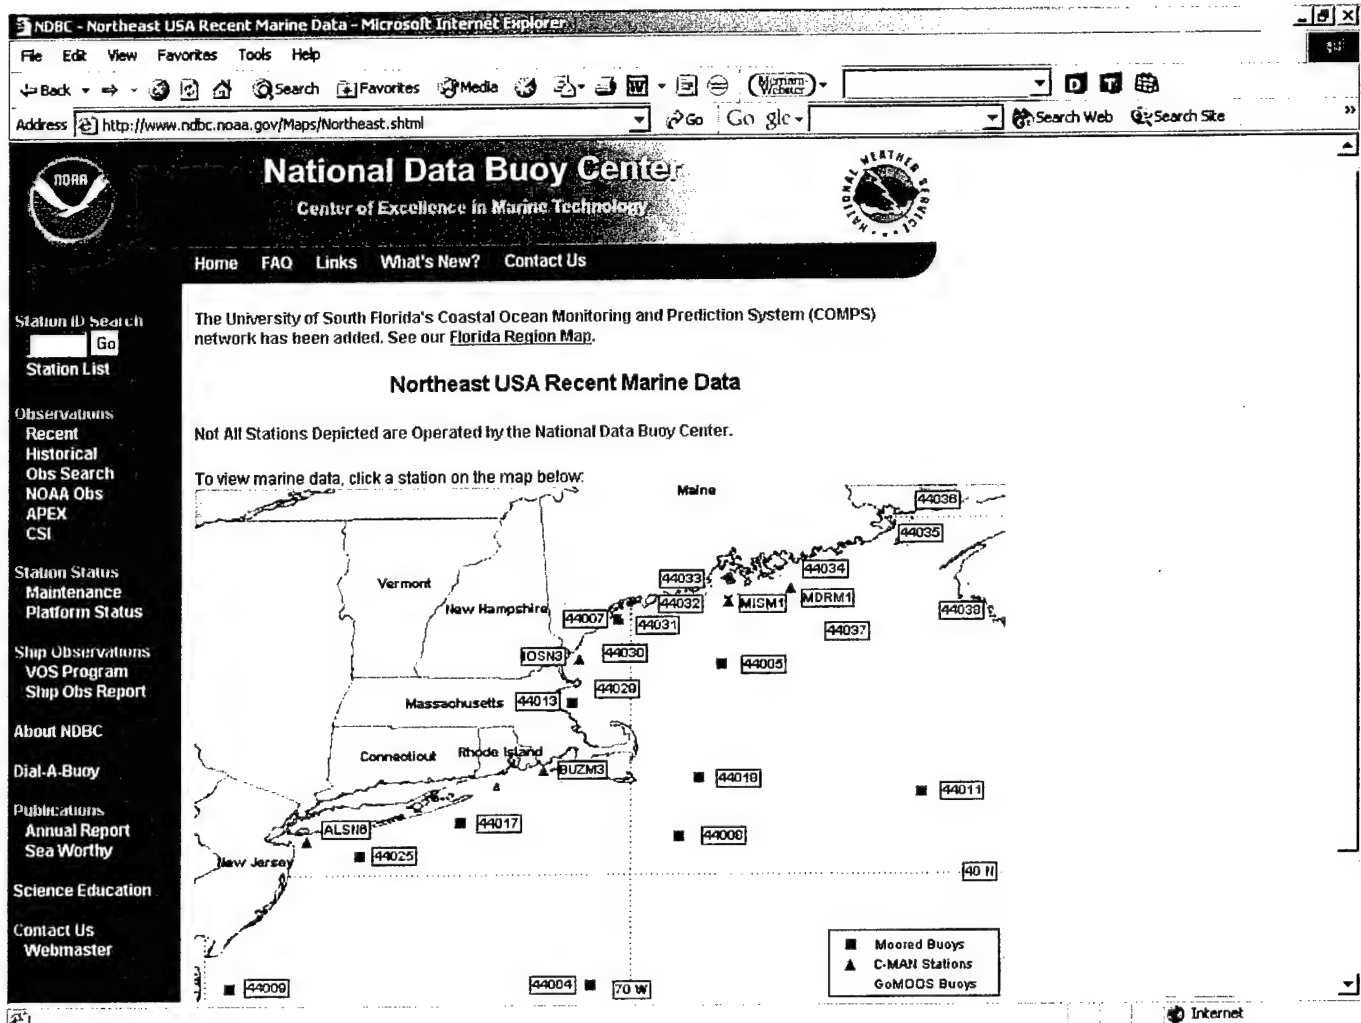 NDBC - Northeast USA Recent Marine Data - Microsoft Internet Explorer
File Edit View Favorites Tools Help
Back Search Favorites Media Merriam-Webster
Address http://www.ndbc.noaa.gov/Maps/Northeast.shtml Go Google Search Web Search Site
NOAA
National Data Buoy Center
Center of Excellence in Marine Technology
NATIONAL WEATHER SERVICE
Home FAQ Links What's New? Contact Us
Station ID Search
Go
Station List
Observations
Recent
Historical
Obs Search
NOAA Obs
APEX
CSI
Station Status
Maintenance
Platform Status
Ship Observations
VOS Program
Ship Obs Report
About NDBC
Dial-A-Buoy
Publications
Annual Report
Sea Worthy
Science Education
Contact Us
Webmaster
The University of South Florida's Coastal Ocean Monitoring and Prediction System (COMPS)
network has been added. See our Florida Region Map.
Northeast USA Recent Marine Data
Not All Stations Depicted are Operated by the National Data Buoy Center.
To view marine data, click a station on the map below:
Maine
44036
44035
44034
Vermont
44033
New Hampshire
44032 MISM1 MDRM1
44038
44007 44031
44037
IOSN3 44030
44005
44029
Massachusetts 44013
Connecticut Rhode Island
BUZM3
44018
44011
ALSN6
44017
44008
New Jersey
44025
40 N
Moored Buoys
C-MAN Stations
GoMOOS Buoys
44009
44004
70 W
Internet